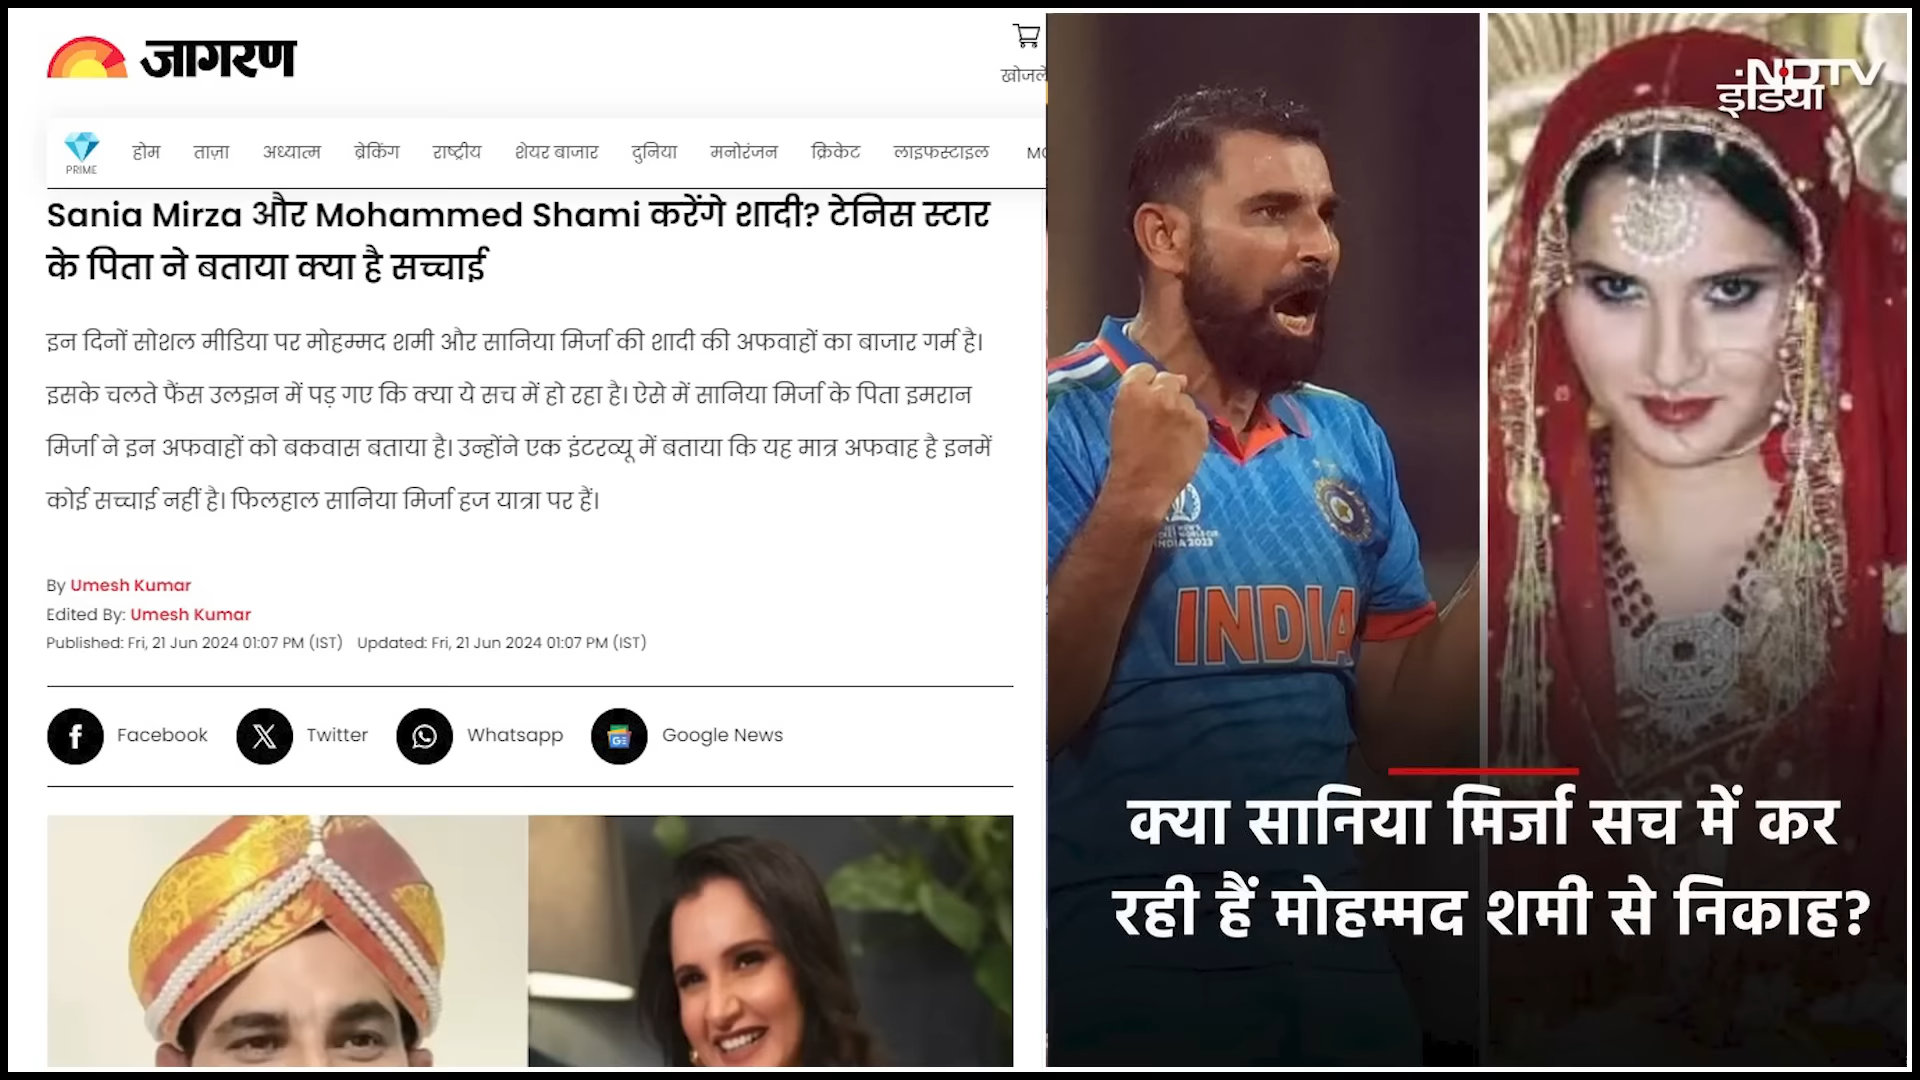 जागरण
खोजें
PRIME
होम ताज़ा अध्यात्म ब्रेकिंग राष्ट्रीय शेयर बाजार दुनिया मनोरंजन क्रिकेट लाइफस्टाइल
Sania Mirza और Mohammed Shami करेंगे शादी? टेनिस स्टार
के पिता ने बताया क्या है सच्चाई
इन दिनों सोशल मीडिया पर मोहम्मद शमी और सानिया मिर्जा की शादी की अफवाहों का बाजार गर्म है।
इसके चलते फैंस उलझन में पड़ गए कि क्या ये सच में हो रहा है। ऐसे में सानिया मिर्जा के पिता इमरान
मिर्जा ने इन अफवाहों को बकवास बताया है। उन्होंने एक इंटरव्यू में बताया कि यह मात्र अफवाह है इनमें
कोई सच्चाई नहीं है। फिलहाल सानिया मिर्जा हज यात्रा पर हैं।
By Umesh Kumar
Edited By: Umesh Kumar
Published: Fri, 21 Jun 2024 01:07 PM (IST) Updated: Fri, 21 Jun 2024 01:07 PM (IST)
Facebook Twitter Whatsapp Google News
NDTV
इंडिया
INDIA 2023
INDIA
क्या सानिया मिर्जा सच में कर
रही हैं मोहम्मद शमी से निकाह?